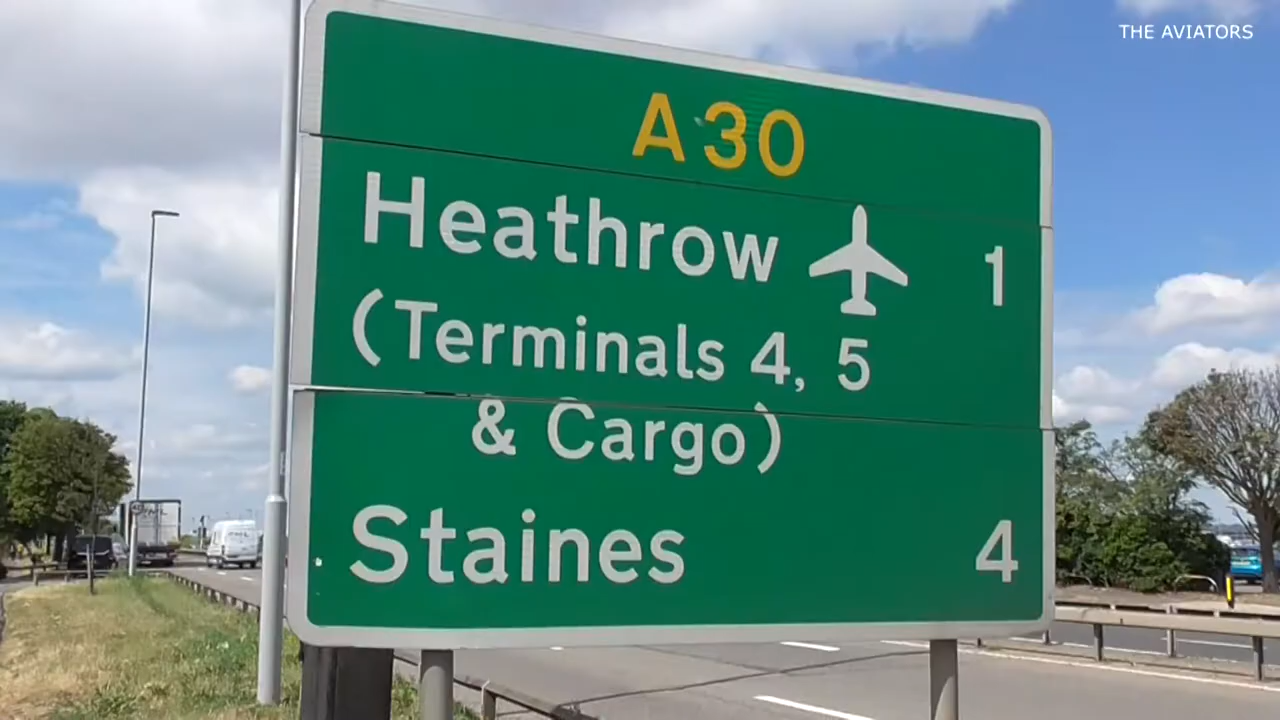 THE AVIATORS
A30
Heathrow 1
(Terminals 4, 5
& Cargo)
Staines 4